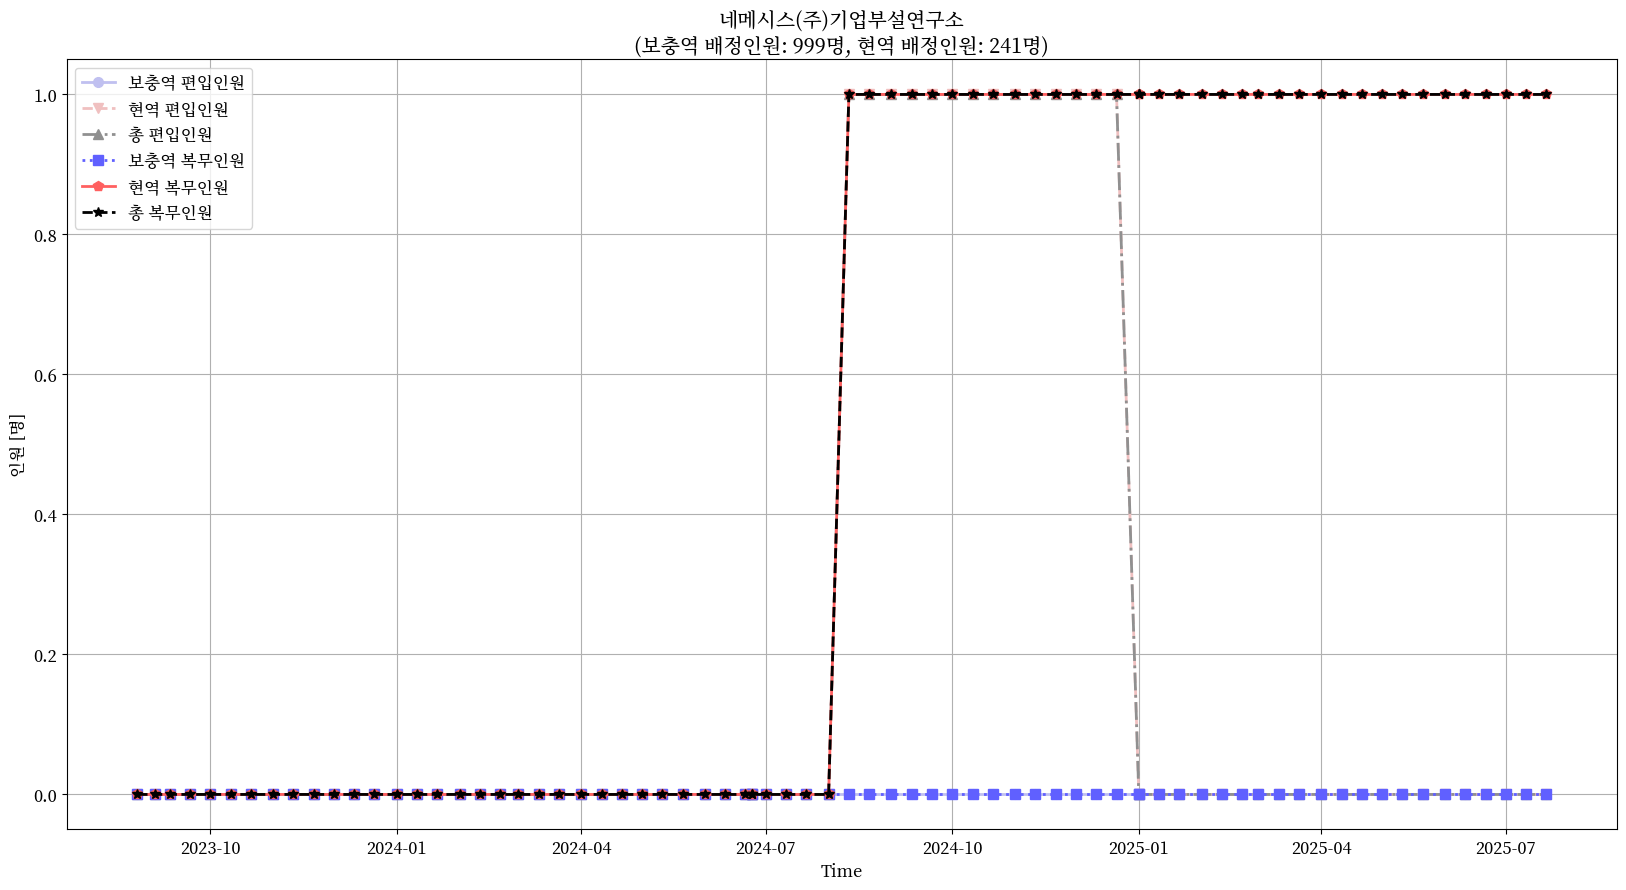 네메시스(주)기업부설연구소
(보충역 배정인원: 999명, 현역 배정인원: 241명)
보충역 편입인원
현역 편입인원
총 편입인원
보충역 복무인원
현역 복무인원
총 복무인원
인원 [명]
1.0
0.8
0.6
0.4
0.2
0.0
2023-10
2024-01
2024-04
2024-07
2024-10
2025-01
2025-04
2025-07
Time